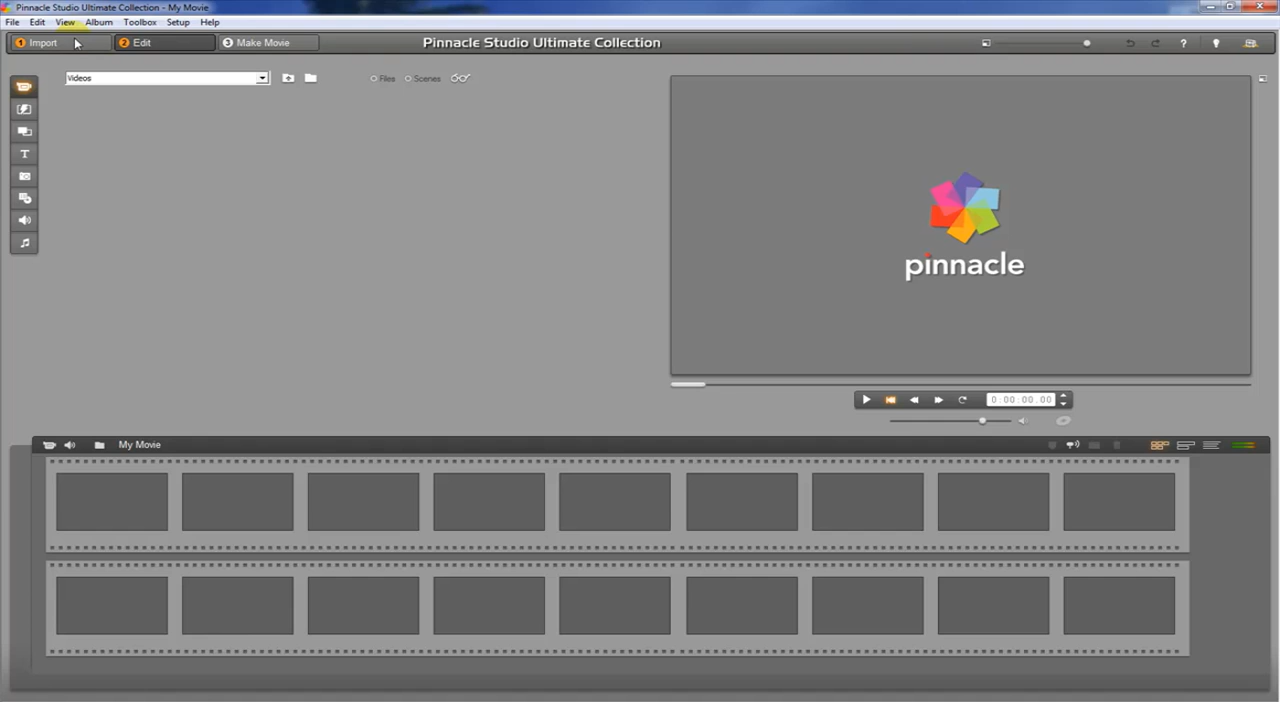 Pinnacle Studio Ultimate Collection - My Movie
File Edit View Album Toolbox Setup Help
1 Import 2 Edit 3 Make Movie Pinnacle Studio Ultimate Collection ?
Videos Files Scenes
T
pinnacle
0:00:00.00
My Movie